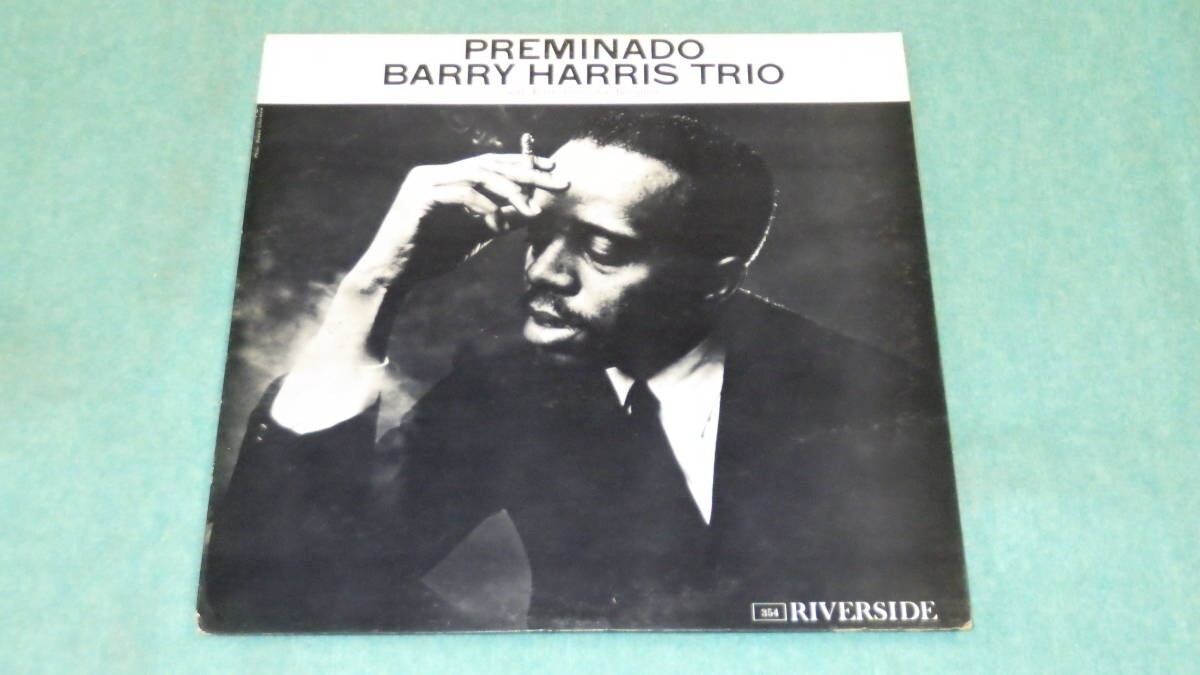 PREMINADO
BARRY HARRIS TRIO
354 RIVERSIDE